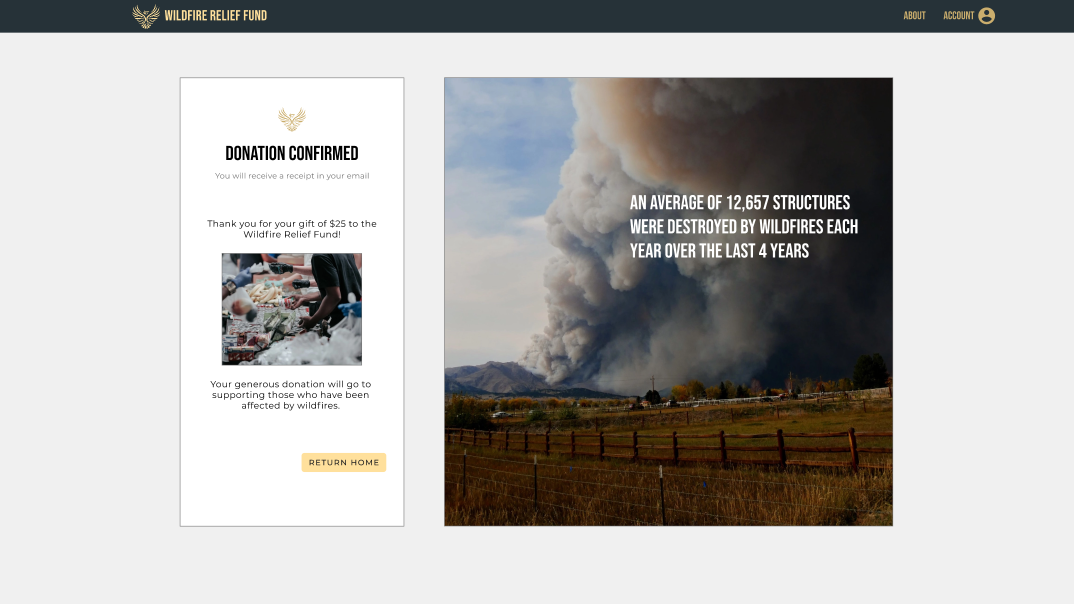 WILDFIRE RELIEF FUND
ABOUT
ACCOUNT
DONATION CONFIRMED
You will receive a receipt in your email
Thank you for your gift of $25 to the
Wildfire Relief Fund!
Your generous donation will go to
supporting those who have been
affected by wildfires.
RETURN HOME
AN AVERAGE OF 12,657 STRUCTURES
WERE DESTROYED BY WILDFIRES EACH
YEAR OVER THE LAST 4 YEARS